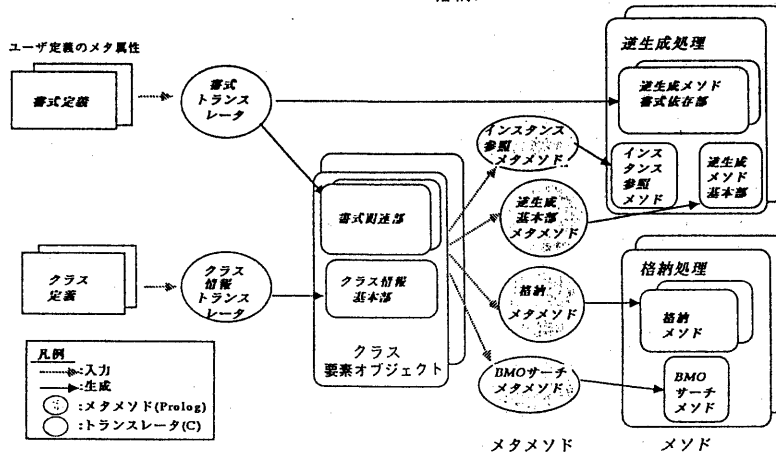 ユーザ定義のメタ属性
書式定義
書式
トランス
レータ
逆生成処理
逆生成メソド
書式依存部
インス
タンス
参照
メソド
逆生成
メソド
基本部
インスタンス
参照
メタメソド
逆生成
基本部
メタメソド
書式関連部
クラス情報
基本部
クラス
要素オブジェクト
クラス
定義
クラス
情報
トランス
レータ
格納
メタメソド
BMOサーチ
メタメソド
格納処理
格納
メソド
BMO
サーチ
メソド
凡例
:入力
:生成
:メタメソド(Prolog)
:トランスレータ(C)
メタメソド
メソド